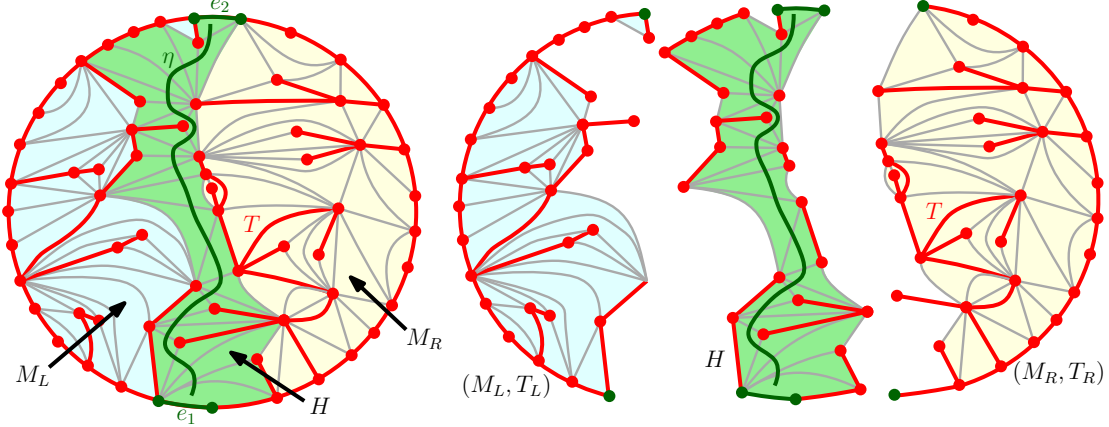 e₂
η
T
M_L
M_R
H
e₁
(M_L, T_L)
H
T
(M_R, T_R)